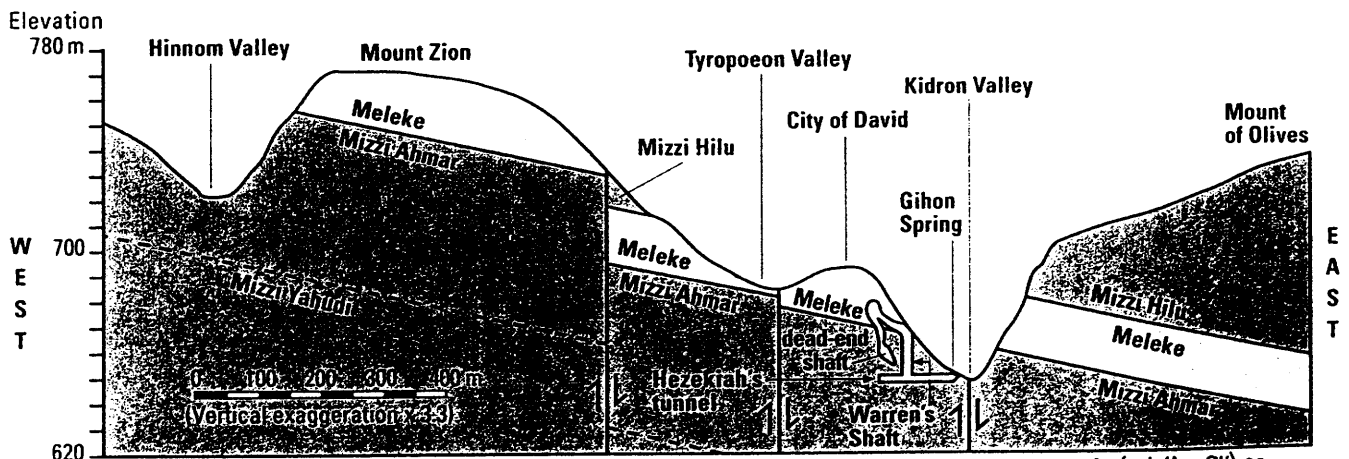 Elevation
780 m
Hinnom Valley
Mount Zion
Tyropoeon Valley
Kidron Valley
City of David
Mount
of Olives
Meleke
Mizzi Ahmar
Mizzi Hilu
Gihon
Spring
W
E
S
T
700
E
A
S
T
Meleke
Mizzi Ahmar
Meleke
Mizzi Hilu
Meleke
Mizzi Yahudi
dead-end
shaft
Mizzi Ahmar
0 100 200 300
(Vertical exaggeration x 3.3)
Hezekiah's
tunnel
Warren's
Shaft
620